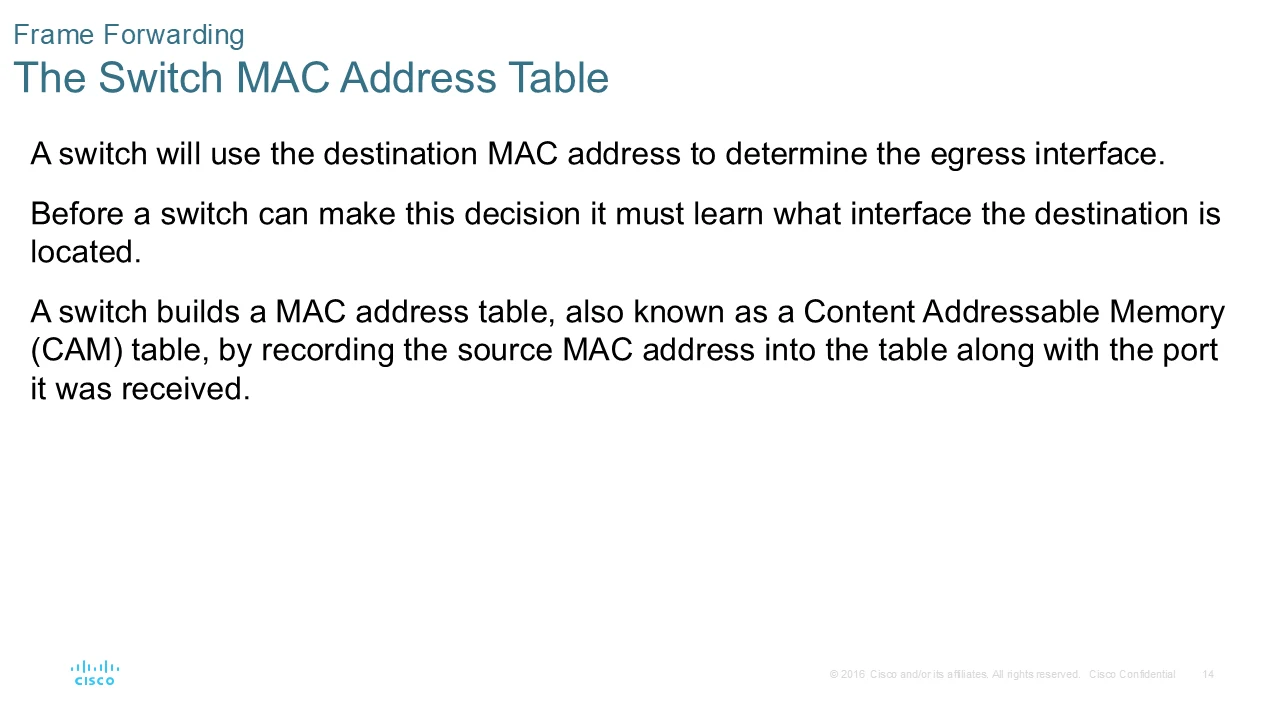 Frame Forwarding
The Switch MAC Address Table
A switch will use the destination MAC address to determine the egress interface.
Before a switch can make this decision it must learn what interface the destination is
located.
A switch builds a MAC address table, also known as a Content Addressable Memory
(CAM) table, by recording the source MAC address into the table along with the port
it was received.
CISCO
© 2016 Cisco and/or its affiliates. All rights reserved. Cisco Confidential 14